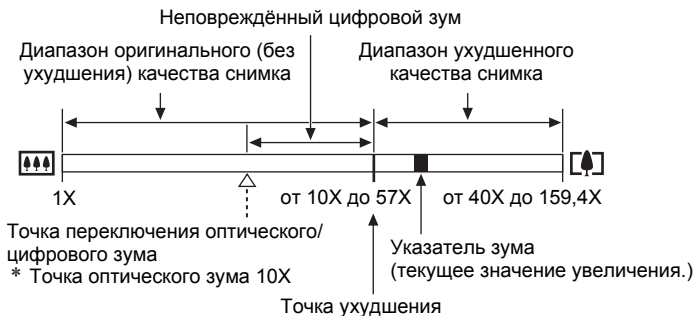 Неповреждённый цифровой зум
Диапазон оригинального (без
ухудшения) качества снимка
Диапазон ухудшенного
качества снимка
1X
от 10X до 57X
от 40X до 159,4X
Точка переключения оптического/
цифрового зума
* Точка оптического зума 10X
Указатель зума
(текущее значение увеличения.)
Точка ухудшения